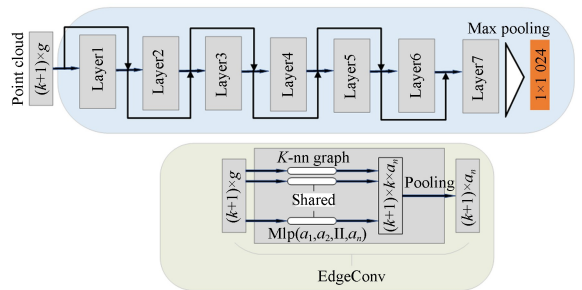 Max pooling
Point cloud
(k+1)×g
Layer1
Layer2
Layer3
Layer4
Layer5
Layer6
Layer7
1×1 024
K-nn graph
(k+1)×g
Shared
Mlp(a₁,a₂,II,aₙ)
(k+1)×k×aₙ
Pooling
(k+1)×aₙ
EdgeConv